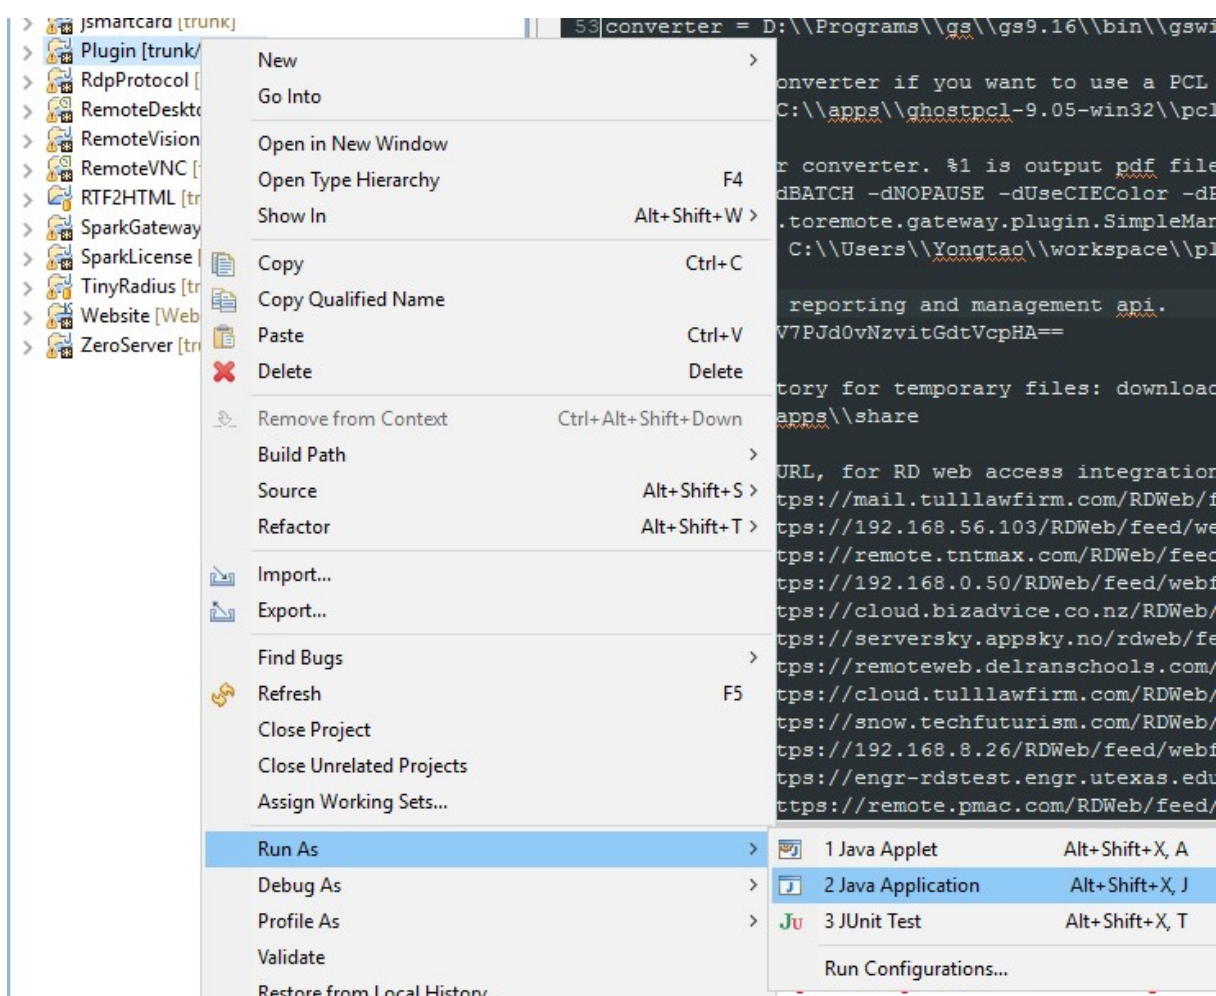 jsmartcard [trunk]
Plugin [trunk/
RdpProtocol [
RemoteDeskto
RemoteVision
RemoteVNC [
RTF2HTML [tr
SparkGateway
SparkLicense
TinyRadius [tr
Website [Web
ZeroServer [tru
New
Go Into
Open in New Window
Open Type Hierarchy F4
Show In Alt+Shift+W
Copy Ctrl+C
Copy Qualified Name
Paste Ctrl+V
Delete Delete
Remove from Context Ctrl+Alt+Shift+Down
Build Path
Source Alt+Shift+S
Refactor Alt+Shift+T
Import...
Export...
Find Bugs
Refresh F5
Close Project
Close Unrelated Projects
Assign Working Sets...
Run As
Debug As
Profile As
Validate
Restore from Local History
1 Java Applet Alt+Shift+X, A
2 Java Application Alt+Shift+X, J
3 JUnit Test Alt+Shift+X, T
Run Configurations...
53 converter = D:\\Programs\\gs\\gs9.16\\bin\\gswi
onverter if you want to use a PCL
C:\\apps\\ghostpcl-9.05-win32\\pcl
r converter. %1 is output pdf file
dBATCH -dNOPAUSE -dUseCIEColor -dP
.toremote.gateway.plugin.SimpleMan
C:\\Users\\Yongtao\\workspace\\pl
reporting and management api.
V7PJd0vNzvitGdtVcpHA==
tory for temporary files: download
apps\\share
URL, for RD web access integration
tps://mail.tulllawfirm.com/RDWeb/f
tps://192.168.56.103/RDWeb/feed/we
tps://remote.tntmax.com/RDWeb/feed
tps://192.168.0.50/RDWeb/feed/webf
tps://cloud.bizadvice.co.nz/RDWeb/
tps://serversky.appsky.no/rdweb/fe
tps://remoteweb.delranschools.com/
tps://cloud.tulllawfirm.com/RDWeb/
tps://snow.techfuturism.com/RDWeb/
tps://192.168.8.26/RDWeb/feed/webf
tps://engr-rdstest.engr.utexas.edu
ttps://remote.pmac.com/RDWeb/feed/